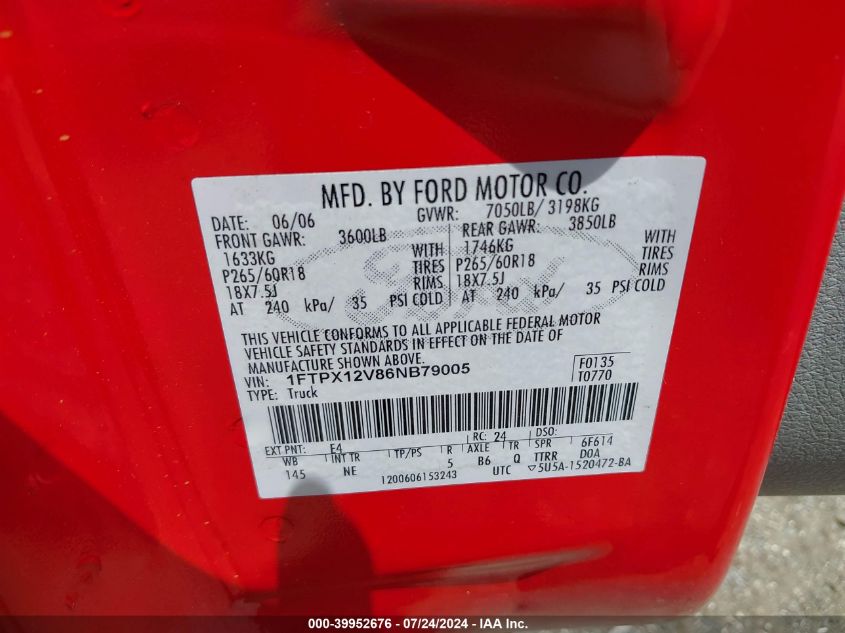 MFD. BY FORD MOTOR CO.
DATE: 06/06 GVWR: 7050LB/ 3198KG
FRONT GAWR: 3600LB REAR GAWR: 3850LB
1633KG WITH 1746KG WITH
P265/60R18 TIRES P265/60R18 TIRES
18X7.5J RIMS 18X7.5J RIMS
AT 240 kPa/ 35 PSI COLD AT 240 kPa/ 35 PSI COLD
THIS VEHICLE CONFORMS TO ALL APPLICABLE FEDERAL MOTOR
VEHICLE SAFETY STANDARDS IN EFFECT ON THE DATE OF
MANUFACTURE SHOWN ABOVE.
VIN: 1FTPX12V86NB79005 F0135
TYPE: Truck T0770
EXT PNT: E4 RC: 24 DSO:
WB INT TR TP/PS R AXLE TR SPR 6F614
145 NE 5 B6 Q TTRR D0A
1200606153243 UTC ▽5U5A-1520472-BA
Ford
000-39952676 / 07/24/2024 - IAA Inc.